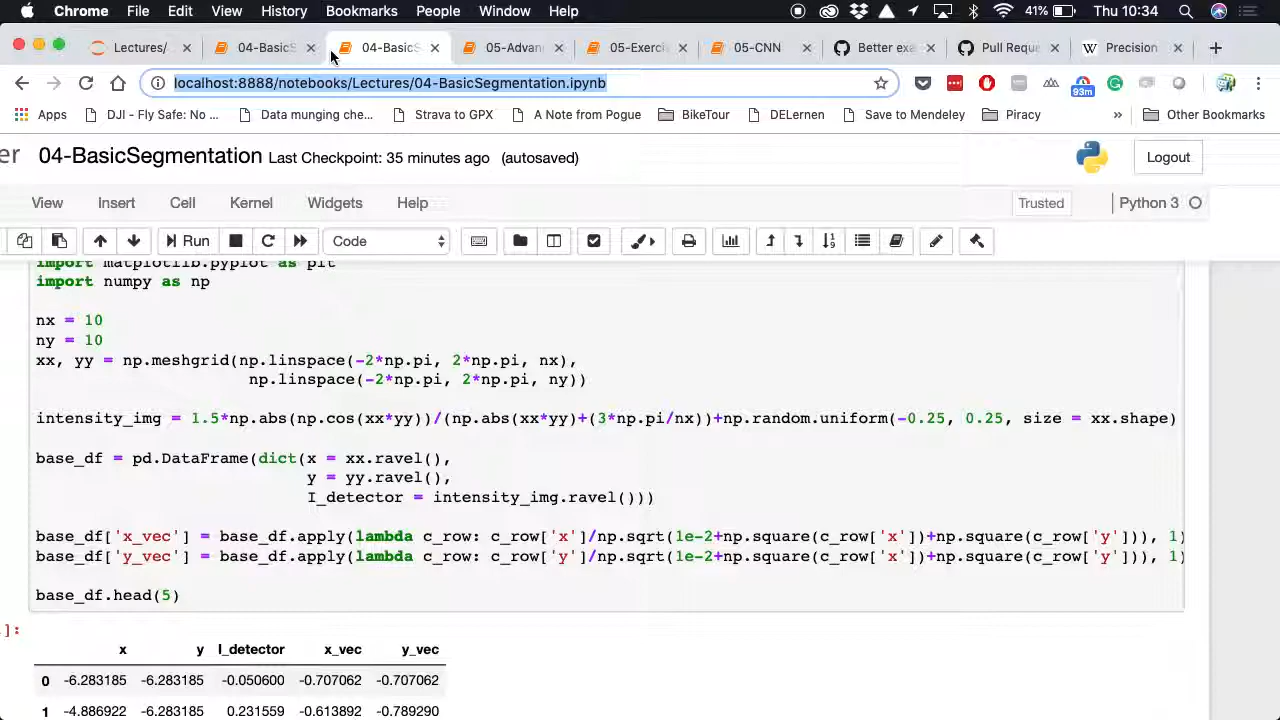 Chrome File Edit View History Bookmarks People Window Help 41% Thu 10:34
Lectures/ 04-BasicS 04-BasicS 05-Advan 05-Exerci 05-CNN Better exa Pull Reque Precision
localhost:8888/notebooks/Lectures/04-BasicSegmentation.ipynb 93m
Apps DJI - Fly Safe: No ... Data munging che... Strava to GPX A Note from Pogue BikeTour DELernen Save to Mendeley Piracy » Other Bookmarks
er 04-BasicSegmentation Last Checkpoint: 35 minutes ago (autosaved) Logout
View Insert Cell Kernel Widgets Help Trusted Python 3
Run Code
import matplotlib.pyplot as plt
import numpy as np
nx = 10
ny = 10
xx, yy = np.meshgrid(np.linspace(-2*np.pi, 2*np.pi, nx),
np.linspace(-2*np.pi, 2*np.pi, ny))
intensity_img = 1.5*np.abs(np.cos(xx*yy))/(np.abs(xx*yy)+(3*np.pi/nx))+np.random.uniform(-0.25, 0.25, size = xx.shape)
base_df = pd.DataFrame(dict(x = xx.ravel(),
y = yy.ravel(),
I_detector = intensity_img.ravel()))
base_df['x_vec'] = base_df.apply(lambda c_row: c_row['x']/np.sqrt(1e-2+np.square(c_row['x'])+np.square(c_row['y'])), 1)
base_df['y_vec'] = base_df.apply(lambda c_row: c_row['y']/np.sqrt(1e-2+np.square(c_row['x'])+np.square(c_row['y'])), 1)
base_df.head(5)
]:
x y I_detector x_vec y_vec
0 -6.283185 -6.283185 -0.050600 -0.707062 -0.707062
1 -4.886922 -6.283185 0.231559 -0.613892 -0.789290